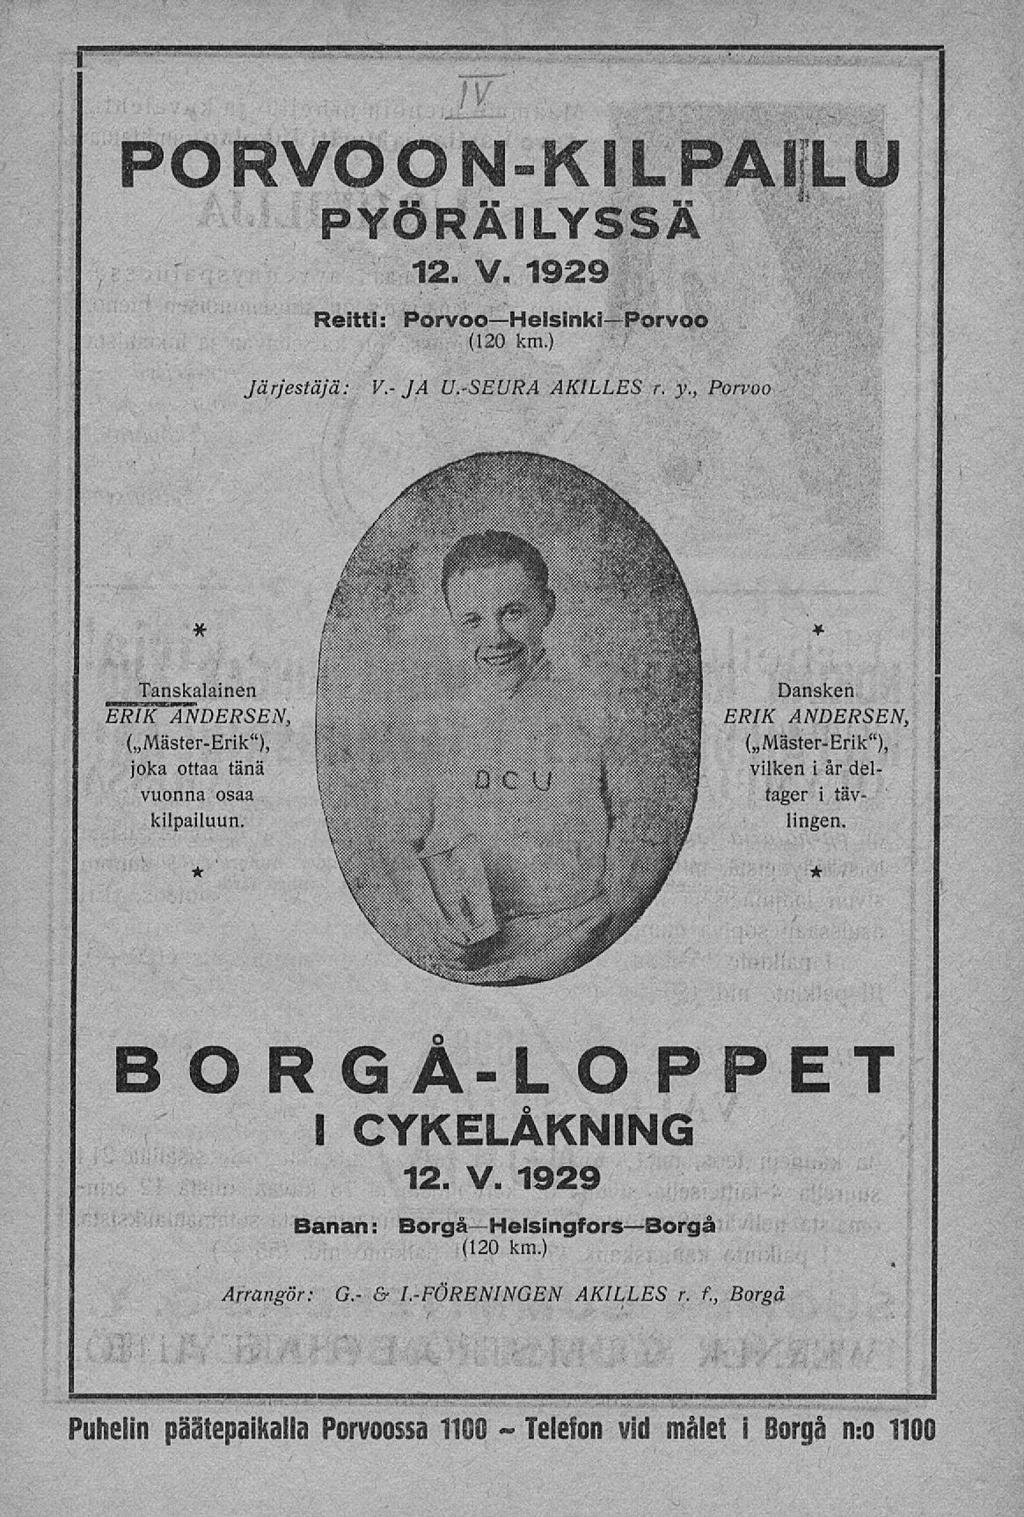 IV
PORVOON-KILPAILU
PYÖRÄILYSSÄ
12. V. 1929
Reitti: Porvoo—Helsinki—Porvoo
(120 km.)
Järjestäjä: V.- JA U.-SEURA AKILLES r. y., Porvoo
*
Tanskalainen
ERIK ANDERSEN,
(„Mäster-Erik“),
joka ottaa tänä
vuonna osaa
kilpailuun.
*
DCU
*
Dansken
ERIK ANDERSEN,
(„Mäster-Erik“),
vilken i år del-
tager i täv-
lingen.
*
BORGÅ-LOPPET
I CYKELÅKNING
12. V. 1929
Banan: Borgå—Helsingfors—Borgå
(120 km.)
Arrangör: G.- & I.-FÖRENINGEN AKILLES r. f., Borgå
Puhelin päätepaikalla Porvoossa 1100 ~ Telefon vid målet i Borgå n:o 1100